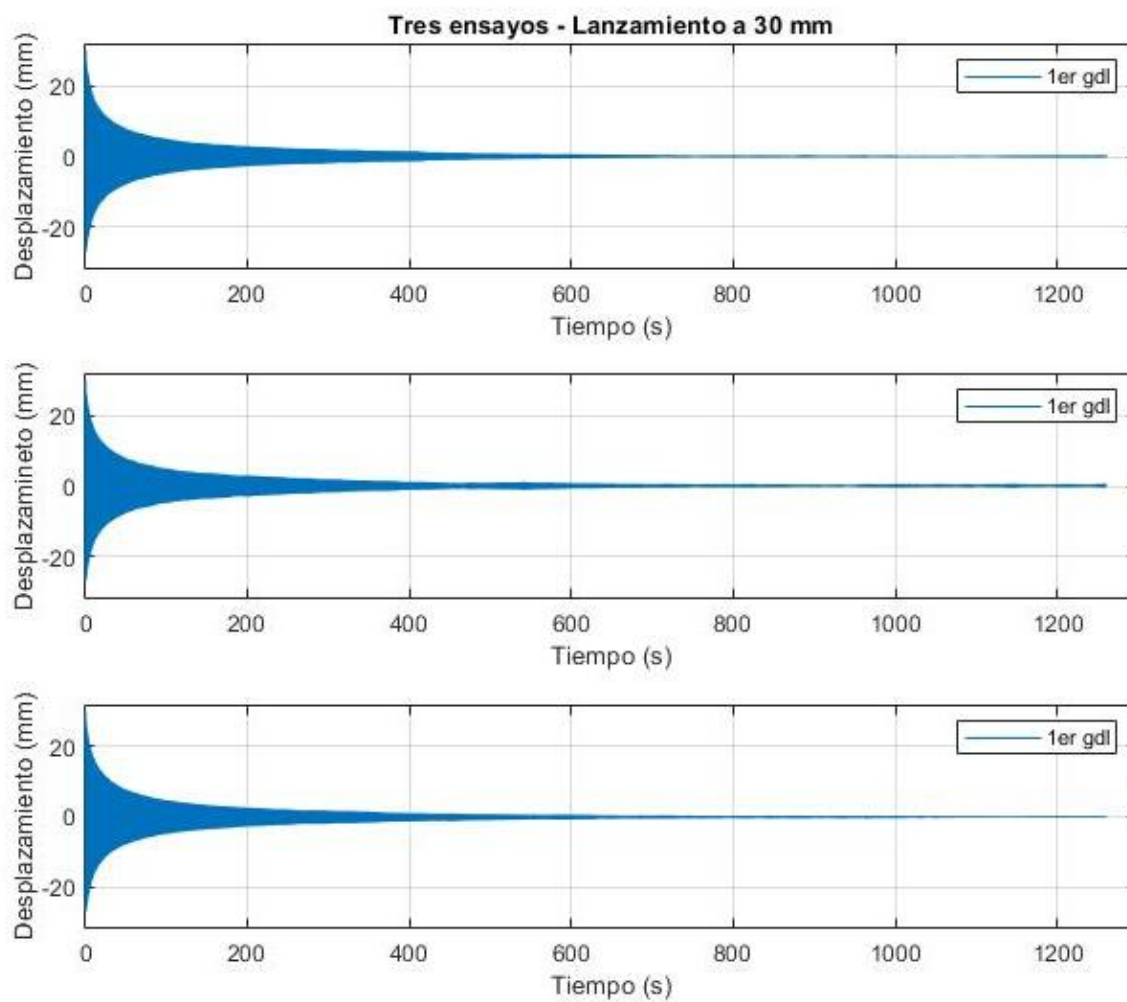 Tres ensayos - Lanzamiento a 30 mm
Desplazamiento (mm)
20
0
-20
1er gdl
0 200 400 600 800 1000 1200
Tiempo (s)
Desplazamineto (mm)
20
0
-20
1er gdl
0 200 400 600 800 1000 1200
Tiempo (s)
Desplazamiento (mm)
20
0
-20
1er gdl
0 200 400 600 800 1000 1200
Tiempo (s)